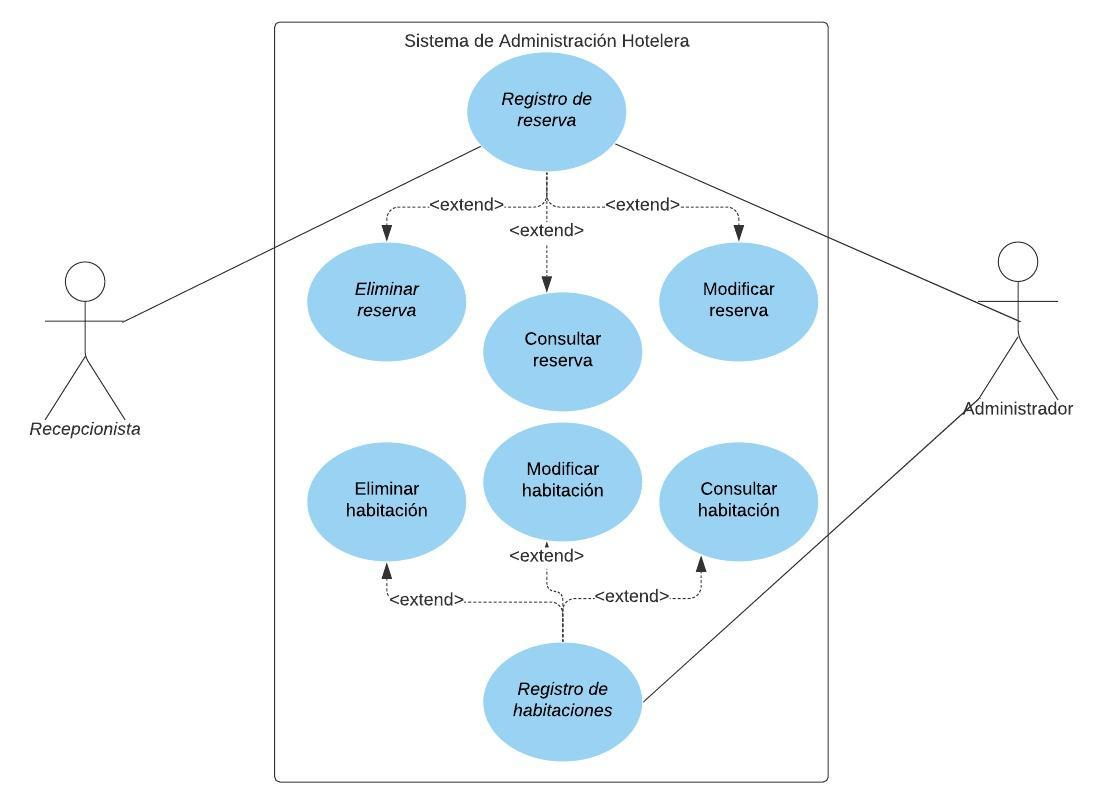 Sistema de Administración Hotelera
Registro de
reserva
<extend>
<extend>
<extend>
Eliminar
reserva
Consultar
reserva
Modificar
reserva
Recepcionista
Administrador
Eliminar
habitación
Modificar
habitación
Consultar
habitación
<extend>
<extend>
<extend>
Registro de
habitaciones